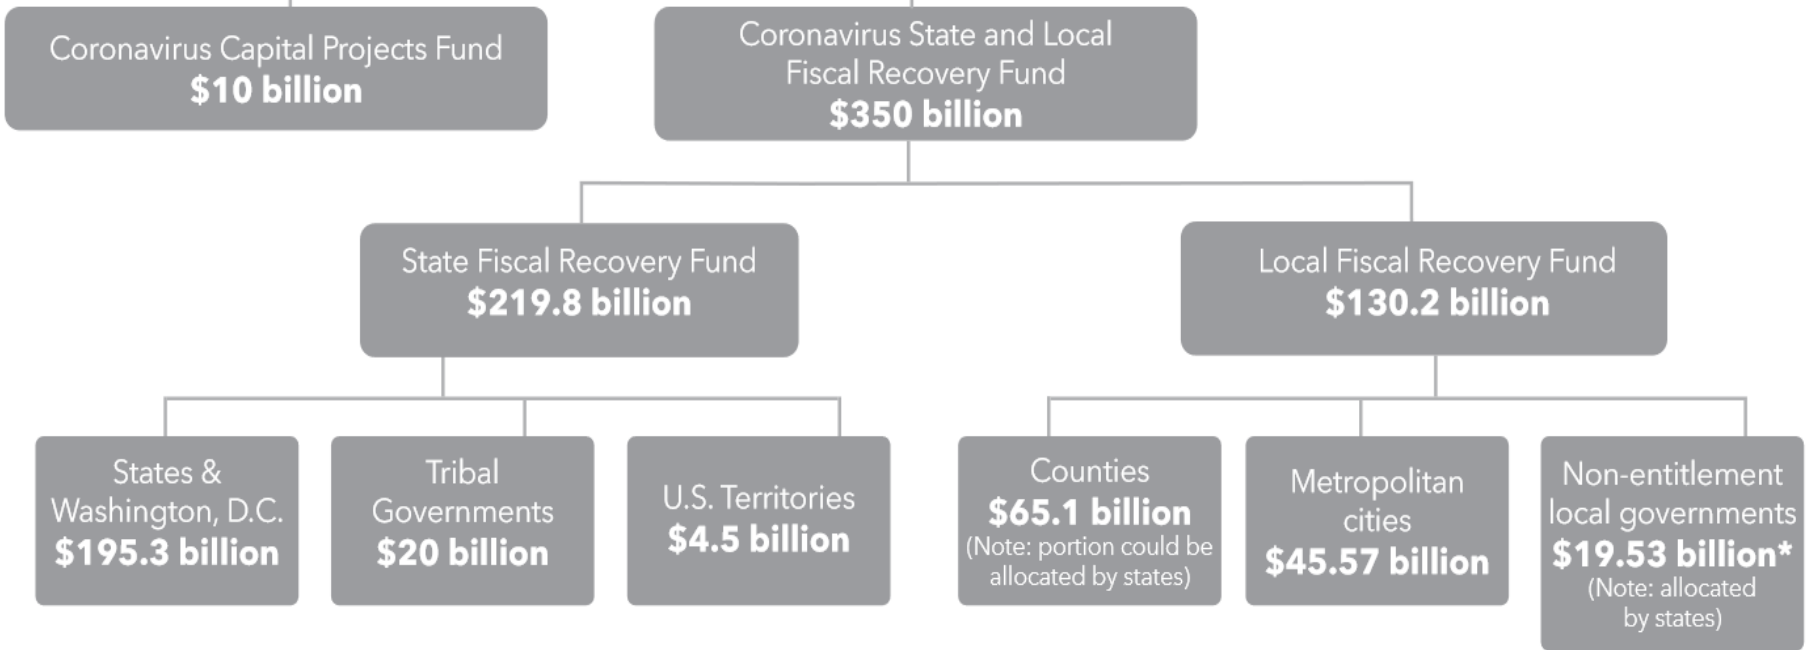 Coronavirus Capital Projects Fund
$10 billion
Coronavirus State and Local
Fiscal Recovery Fund
$350 billion
State Fiscal Recovery Fund
$219.8 billion
Local Fiscal Recovery Fund
$130.2 billion
States &
Washington, D.C.
$195.3 billion
Tribal
Governments
$20 billion
U.S. Territories
$4.5 billion
Counties
$65.1 billion
(Note: portion could be
allocated by states)
Metropolitan
cities
$45.57 billion
Non-entitlement
local governments
$19.53 billion*
(Note: allocated
by states)